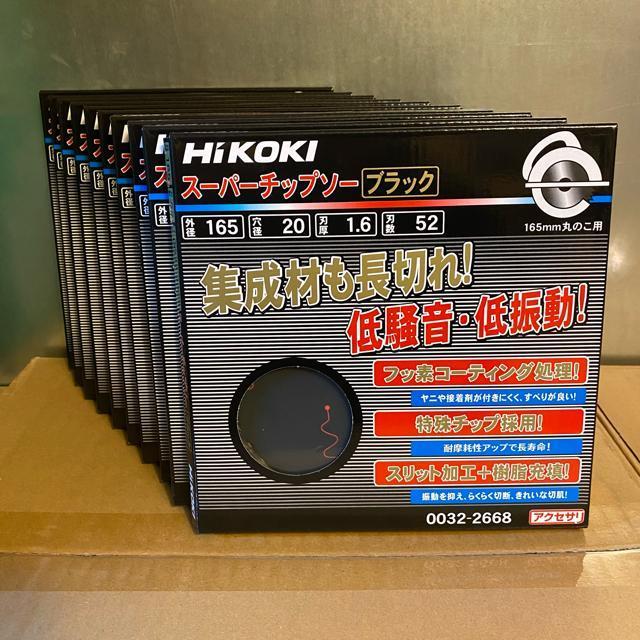 HiKOKI
スーパーチップソー ブラック
外径 165 穴径 20 刃厚 1.6 刃数 52
165mm丸のこ用
集成材も長切れ!
低騒音・低振動!
フッ素コーティング処理!
ヤニや接着剤が付きにくく、すべりが良い!
特殊チップ採用!
耐摩耗性アップで長寿命!
スリット加工+樹脂充填!
振動を抑え、らくらく切断、きれいな切肌!
0032-2668 アクセサリ